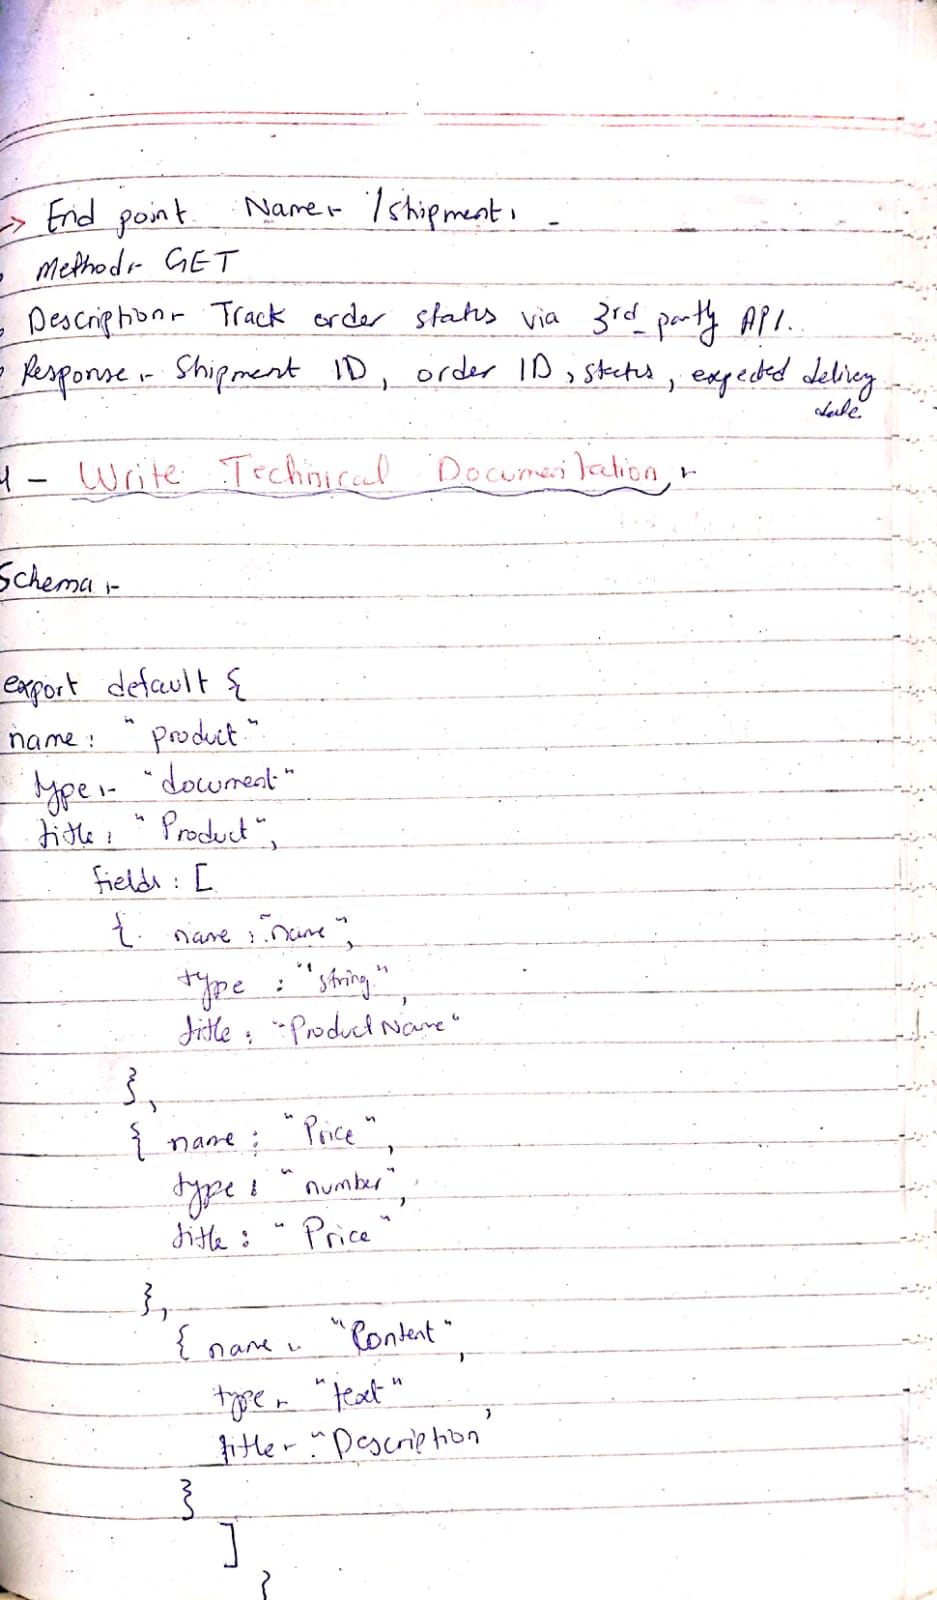 → End point Name:- /shipment.
Method:- GET
Description:- Track order status via 3rd-party API.
Response:- Shipment ID, order ID, status, expected delivey
date
4 - Write Technical Documentation:-
Schema:-
export default {
name: "product"
type:- "document"
title: "Product",
fields: [
{ name: "name",
type: "string",
title: "Product Name"
},
{ name: "Price",
type: "number",
title: "Price"
},
{ name:- "Content",
type:- "text",
title:- "Description
}
]
}